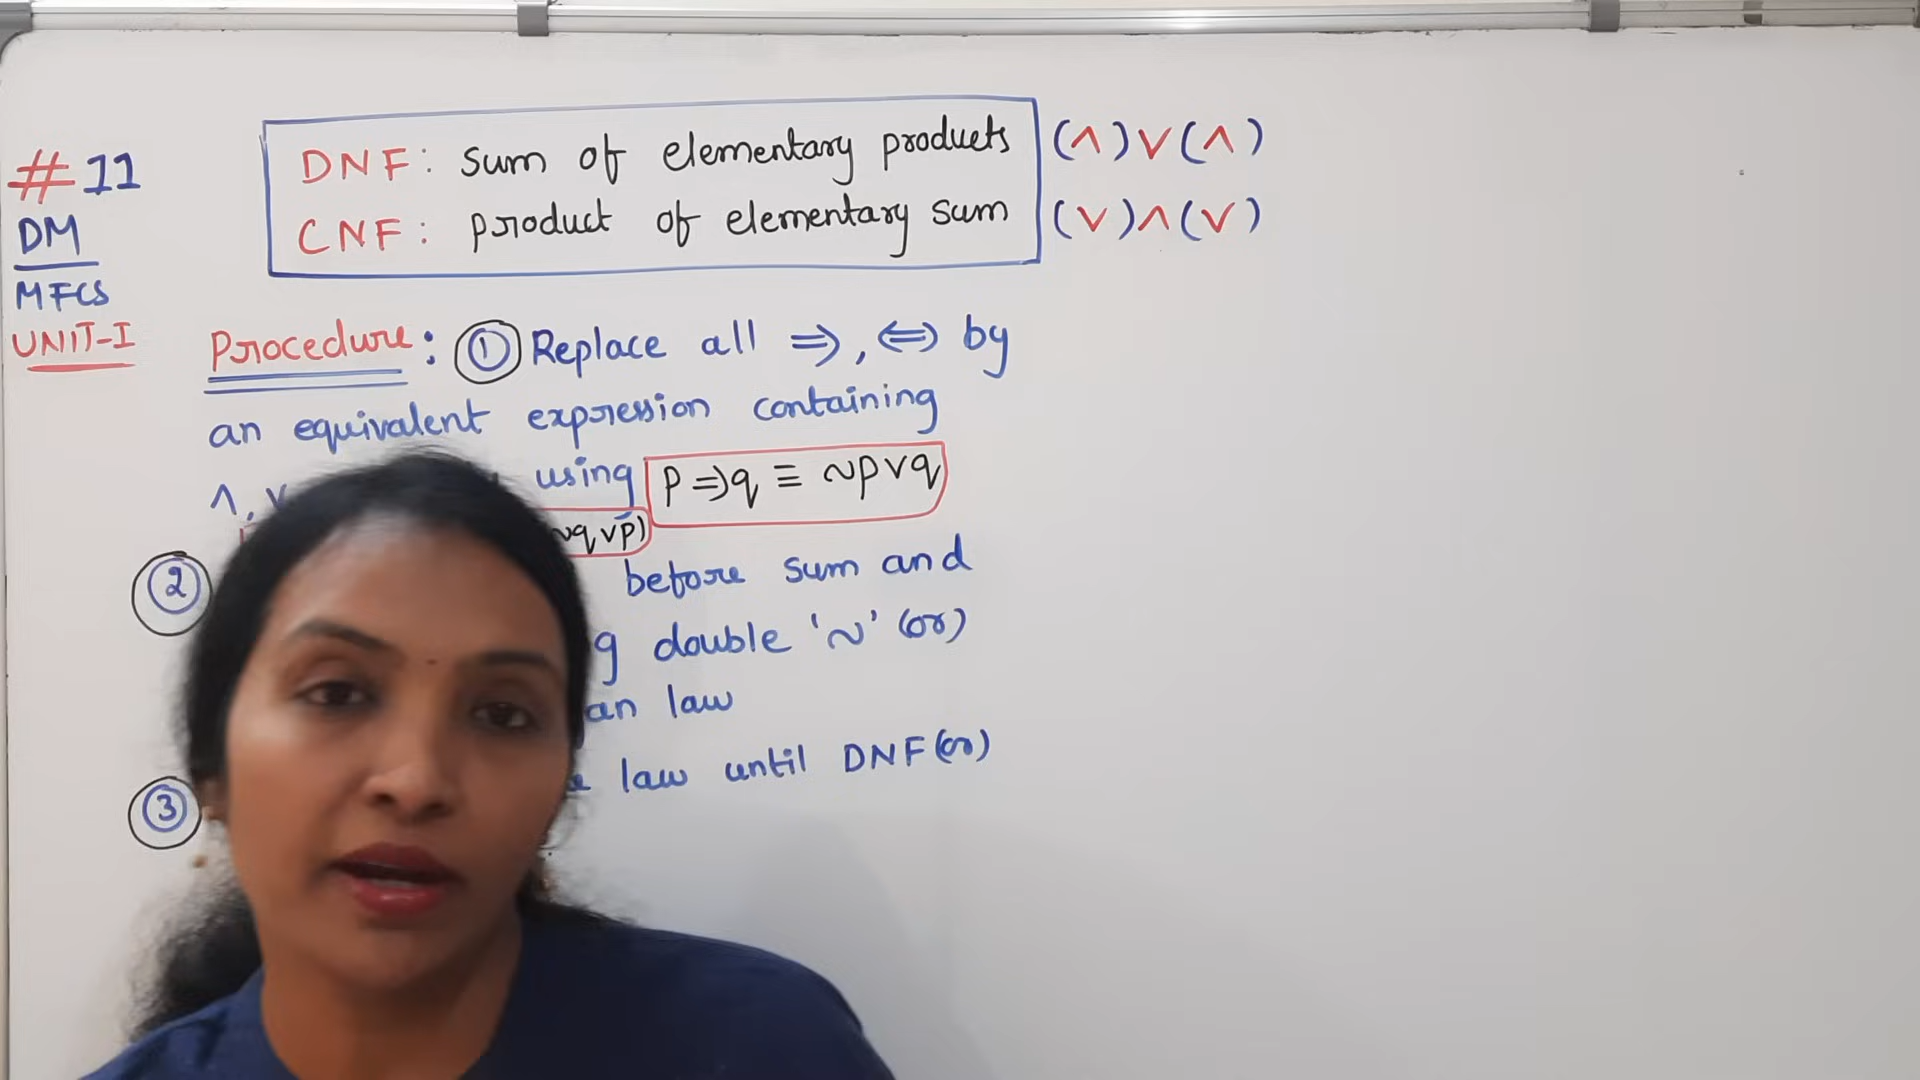 #11
DM
MFCS
UNIT-I
DNF: sum of elementary products (∧)∨(∧)
CNF: product of elementary sum (∨)∧(∨)
Procedure: ① Replace all ⇒, ⇔ by
an equivalent expression containing
∧, ∨ using p⇒q ≡ ~p∨q
~q∨p)
② before sum and
double '~' (or)
law
③ law until DNF (or)